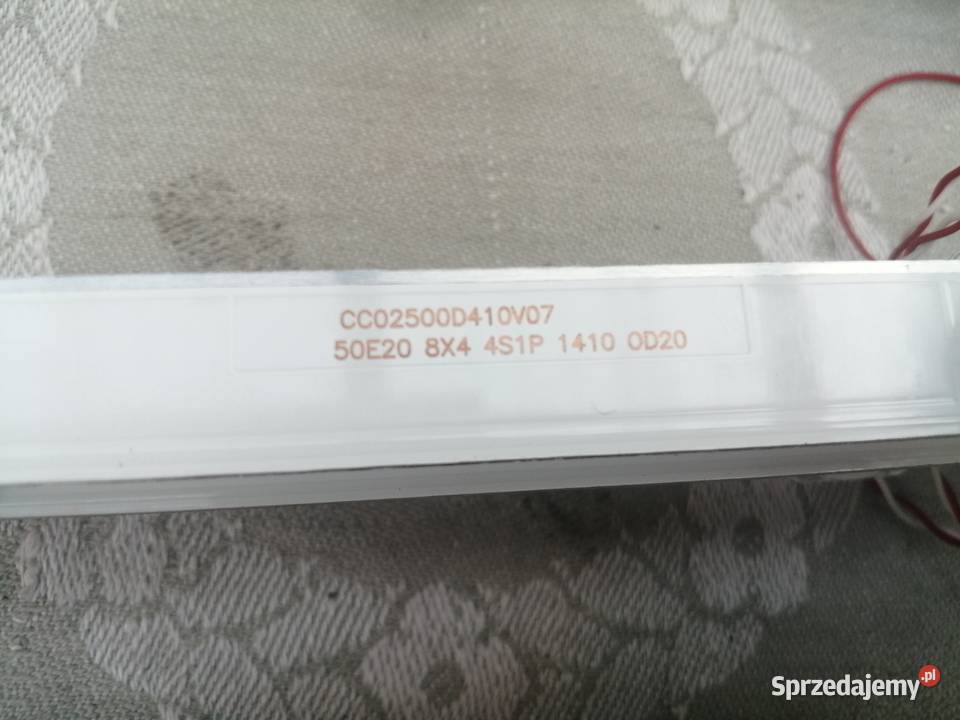 CC02500D410V07
50E20 8X4 4S1P 1410 OD20
Sprzedajemy.pl